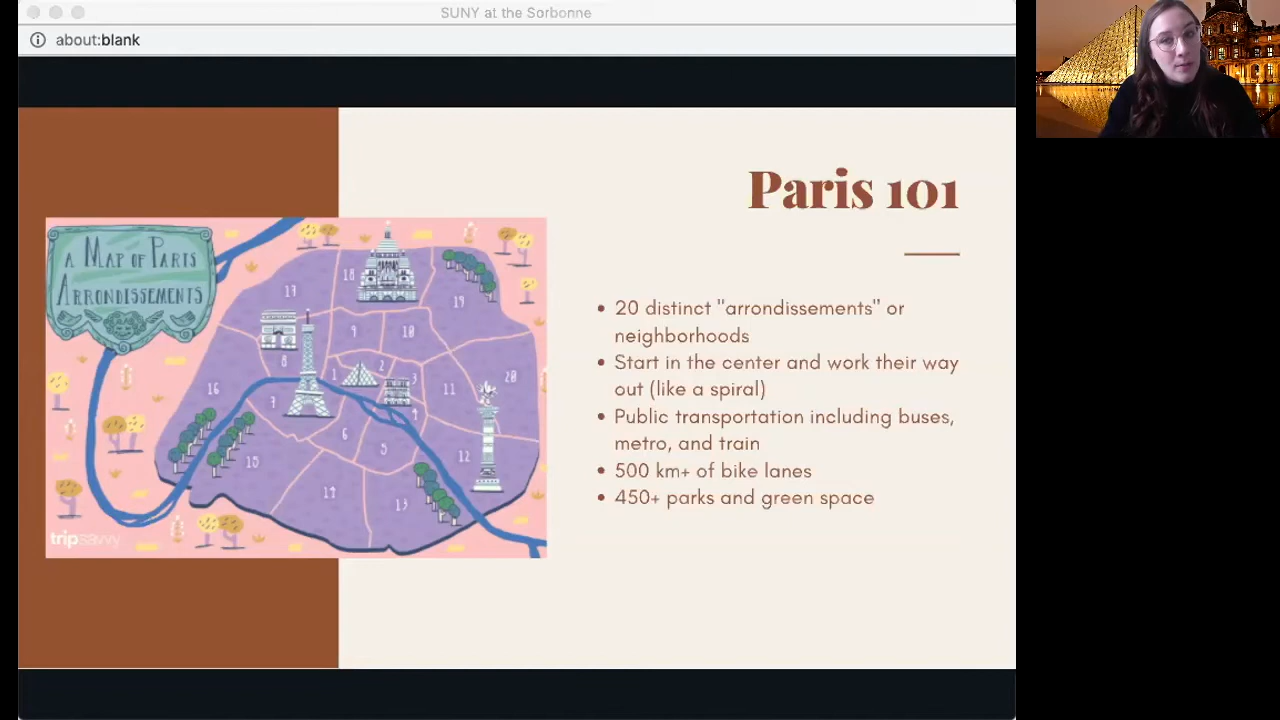 SUNY at the Sorbonne
about:blank
Paris 101
A MAP OF PARIS
ARRONDISSEMENTS
17
18
19
9
10
8
1
2
3
11
20
16
7
4
6
5
12
15
14
13
tripsavvy
20 distinct "arrondissements" or
neighborhoods
Start in the center and work their way
out (like a spiral)
Public transportation including buses,
metro, and train
500 km+ of bike lanes
450+ parks and green space